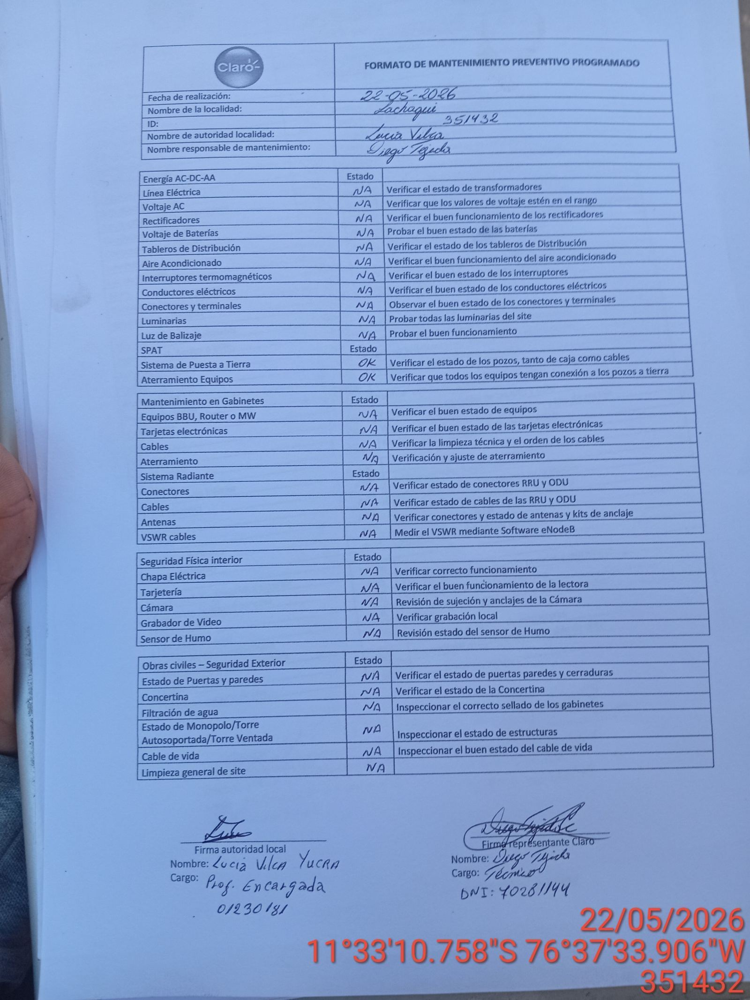 Claro
FORMATO DE MANTENIMIENTO PREVENTIVO PROGRAMADO
Fecha de realización: 22-05-2026
Nombre de la localidad: Lachaqui
ID: 351432
Nombre de autoridad localidad: Lucia Vilca
Nombre responsable de mantenimiento: Diego Tejeda
Energía AC-DC-AA Estado
Línea Eléctrica NA Verificar el estado de transformadores
Voltaje AC NA Verificar que los valores de voltaje estén en el rango
Rectificadores NA Verificar el buen funcionamiento de los rectificadores
Voltaje de Baterías NA Probar el buen estado de las baterías
Tableros de Distribución NA Verificar el estado de los tableros de Distribución
Aire Acondicionado NA Verificar el buen funcionamiento del aire acondicionado
Interruptores termomagnéticos NA Verificar el buen estado de los interruptores
Conductores eléctricos NA Verificar el buen estado de los conductores eléctricos
Conectores y terminales NA Observar el buen estado de los conectores y terminales
Luminarias NA Probar todas las luminarias del site
Luz de Balizaje NA Probar el buen funcionamiento
SPAT Estado
Sistema de Puesta a Tierra OK Verificar el estado de los pozos, tanto de caja como cables
Aterramiento Equipos OK Verificar que todos los equipos tengan conexión a los pozos a tierra
Mantenimiento en Gabinetes Estado
Equipos BBU, Router o MW NA Verificar el buen estado de equipos
Tarjetas electrónicas NA Verificar el buen estado de las tarjetas electrónicas
Cables NA Verificar la limpieza técnica y el orden de los cables
Aterramiento NA Verificación y ajuste de aterramiento
Sistema Radiante Estado
Conectores NA Verificar estado de conectores RRU y ODU
Cables NA Verificar estado de cables de las RRU y ODU
Antenas NA Verificar conectores y estado de antenas y kits de anclaje
VSWR cables NA Medir el VSWR mediante Software eNodeB
Seguridad Física interior Estado
Chapa Eléctrica NA Verificar correcto funcionamiento
Tarjetería NA Verificar el buen funcionamiento de la lectora
Cámara NA Revisión de sujeción y anclajes de la Cámara
Grabador de Video NA Verificar grabación local
Sensor de Humo NA Revisión estado del sensor de Humo
Obras civiles – Seguridad Exterior Estado
Estado de Puertas y paredes NA Verificar el estado de puertas paredes y cerraduras
Concertina NA Verificar el estado de la Concertina
Filtración de agua NA Inspeccionar el correcto sellado de los gabinetes
Estado de Monopolo/Torre
Autosoportada/Torre Ventada NA Inspeccionar el estado de estructuras
Cable de vida NA Inspeccionar el buen estado del cable de vida
Limpieza general de site NA
Firma autoridad local
Nombre: Lucia Vilca Yucra
Cargo: Prof. Encargada
01230181
Firma representante Claro
Nombre: Diego Tejeda
Cargo: Técnico
DNI: 70281144
22/05/2026
11°33'10.758"S 76°37'33.906"W
351432